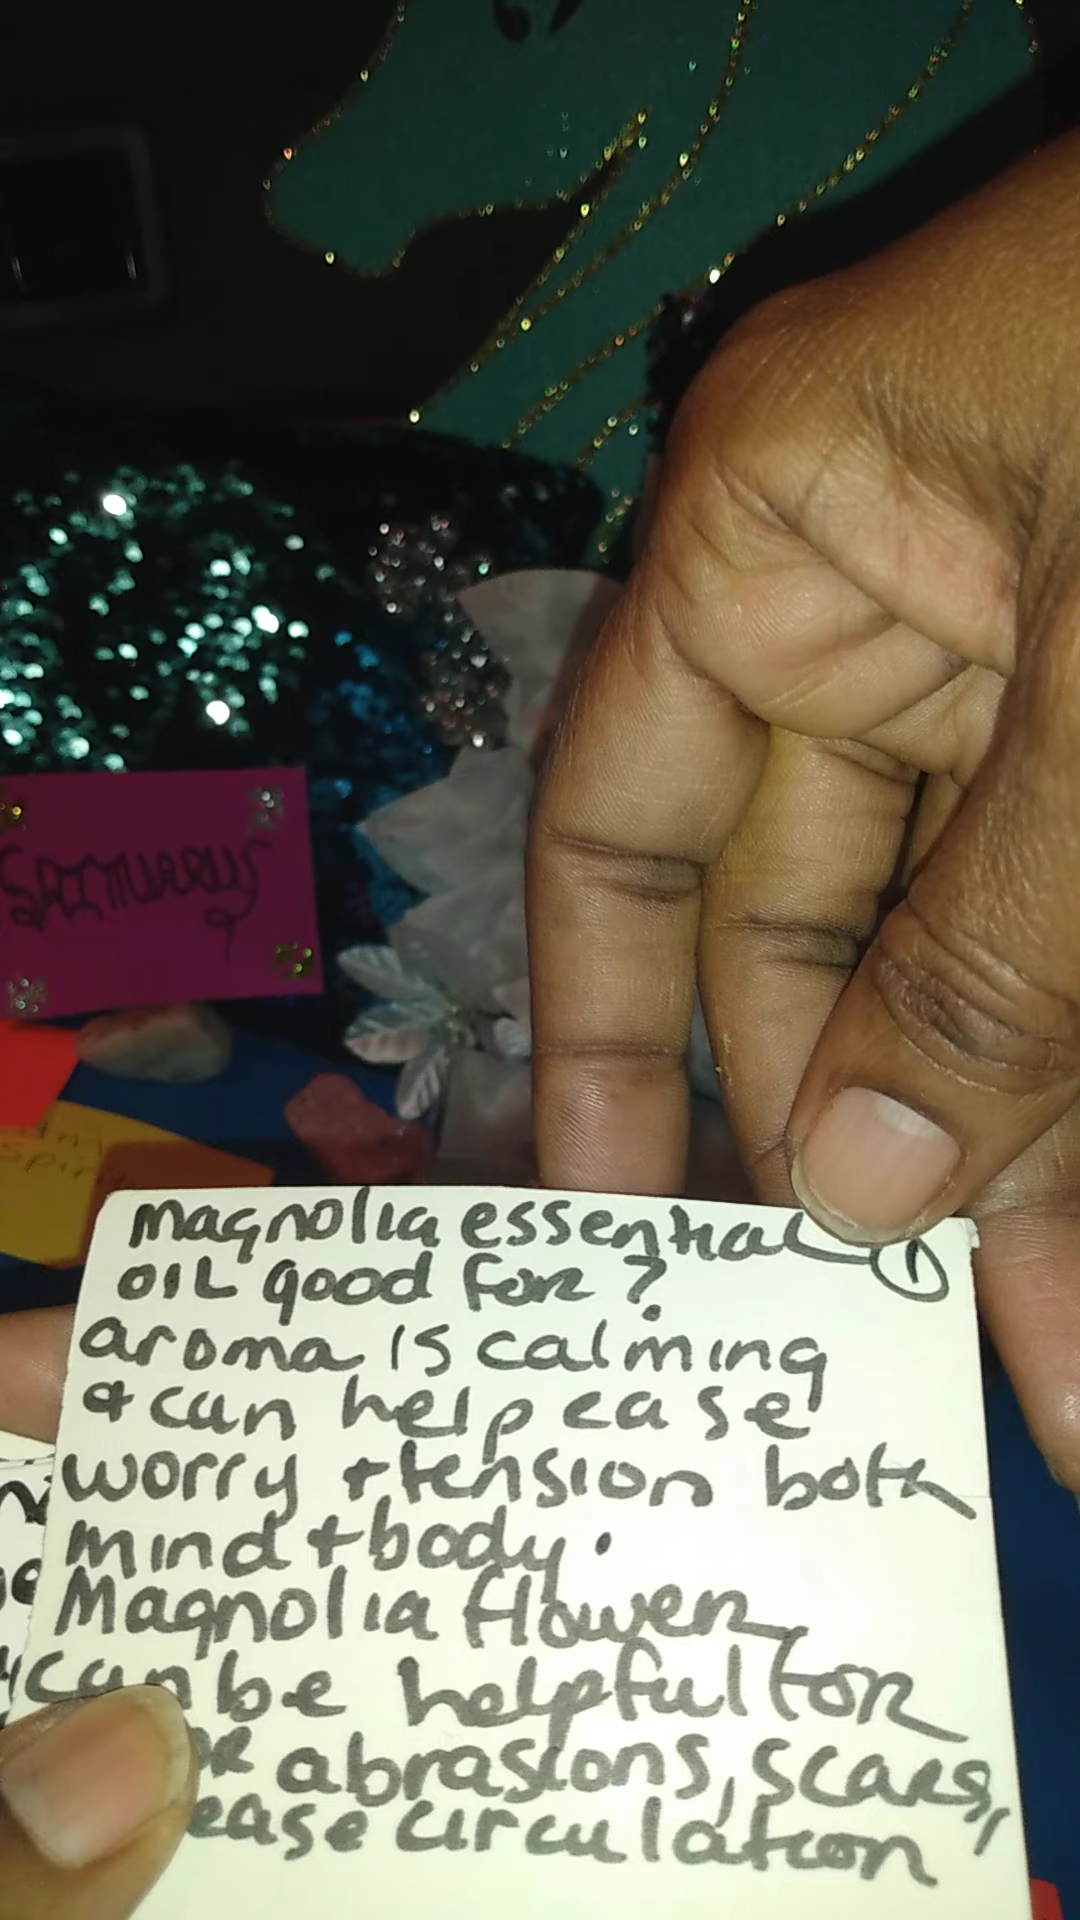 magnolia essential 1
oil good for?
aroma is calming
& can help ease
worry + tension both
mind + body.
Magnolia flower
can be helpful for
abrasions, scars,
ease circulation